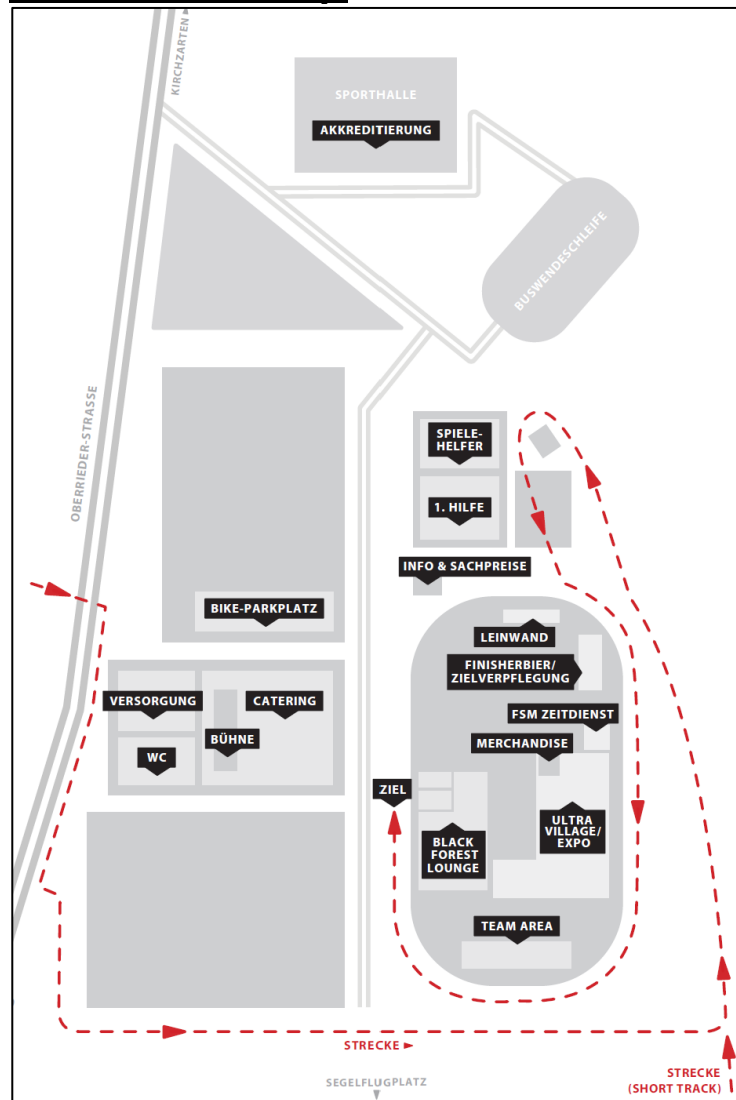 KIRCHZARTEN ►
SPORTHALLE
AKKREDITIERUNG
BUSWENDESCHLEIFE
OBERRIEDER-STRASSE
SPIELE-
HELFER
1. HILFE
INFO & SACHPREISE
BIKE-PARKPLATZ
LEINWAND
FINISHERBIER/
ZIELVERPFLEGUNG
VERSORGUNG
CATERING
FSM ZEITDIENST
BÜHNE
MERCHANDISE
WC
ZIEL
ULTRA
VILLAGE/
EXPO
BLACK
FOREST
LOUNGE
TEAM AREA
STRECKE ►
STRECKE
(SHORT TRACK)
SEGELFLUGPLATZ
▼